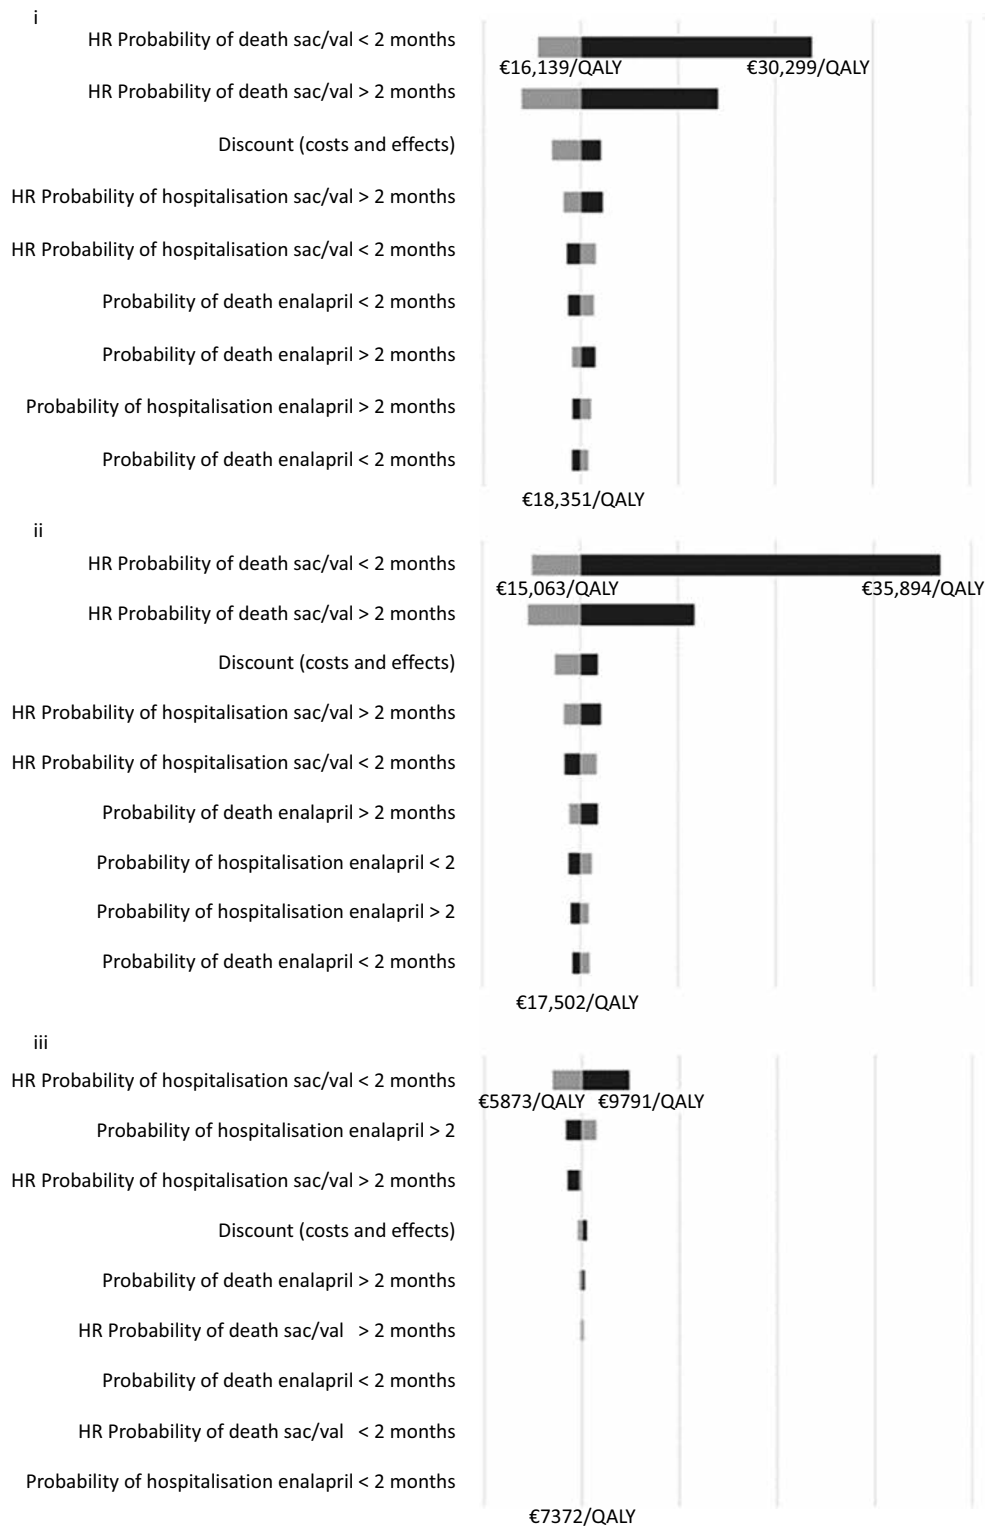 i
HR Probability of death sac/val < 2 months
€16,139/QALY €30,299/QALY
HR Probability of death sac/val > 2 months
Discount (costs and effects)
HR Probability of hospitalisation sac/val > 2 months
HR Probability of hospitalisation sac/val < 2 months
Probability of death enalapril < 2 months
Probability of death enalapril > 2 months
Probability of hospitalisation enalapril > 2 months
Probability of death enalapril < 2 months
€18,351/QALY
ii
HR Probability of death sac/val < 2 months
€15,063/QALY €35,894/QALY
HR Probability of death sac/val > 2 months
Discount (costs and effects)
HR Probability of hospitalisation sac/val > 2 months
HR Probability of hospitalisation sac/val < 2 months
Probability of death enalapril > 2 months
Probability of hospitalisation enalapril < 2
Probability of hospitalisation enalapril > 2
Probability of death enalapril < 2 months
€17,502/QALY
iii
HR Probability of hospitalisation sac/val < 2 months
€5873/QALY €9791/QALY
Probability of hospitalisation enalapril > 2
HR Probability of hospitalisation sac/val > 2 months
Discount (costs and effects)
Probability of death enalapril > 2 months
HR Probability of death sac/val > 2 months
Probability of death enalapril < 2 months
HR Probability of death sac/val < 2 months
Probability of hospitalisation enalapril < 2 months
€7372/QALY